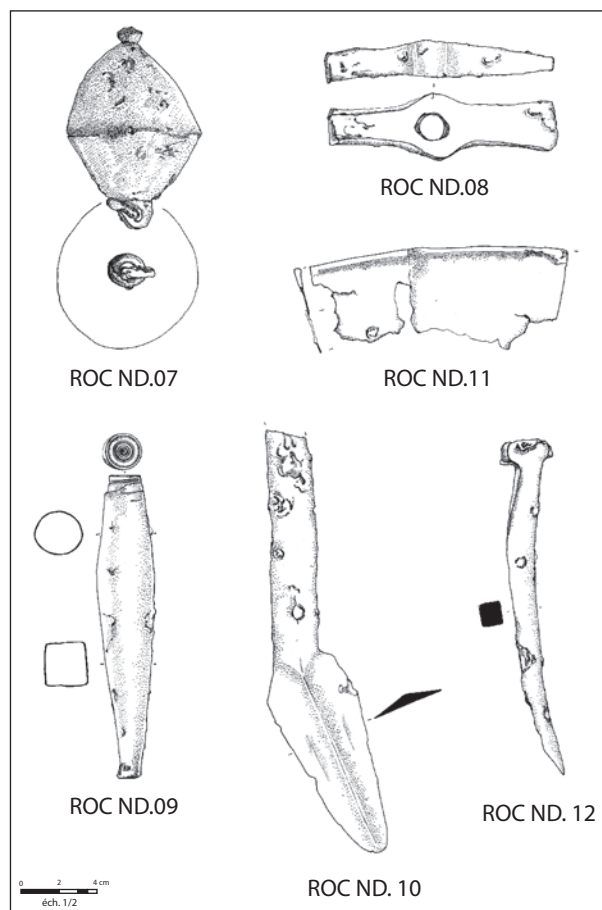 ROC ND.08
ROC ND.07
ROC ND.11
ROC ND.09
ROC ND. 12
ROC ND. 10
0 2 4 cm
éch. 1/2